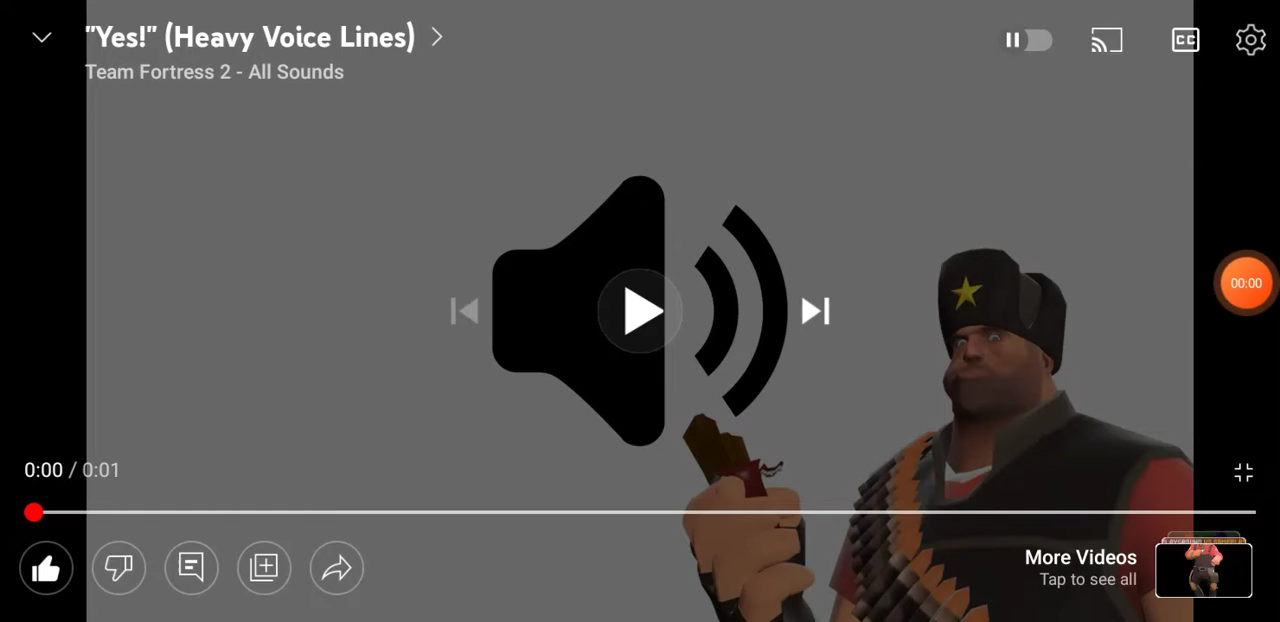 "Yes!" (Heavy Voice Lines)
Team Fortress 2 - All Sounds
CC
00:00
0:00 / 0:01
More Videos
Tap to see all